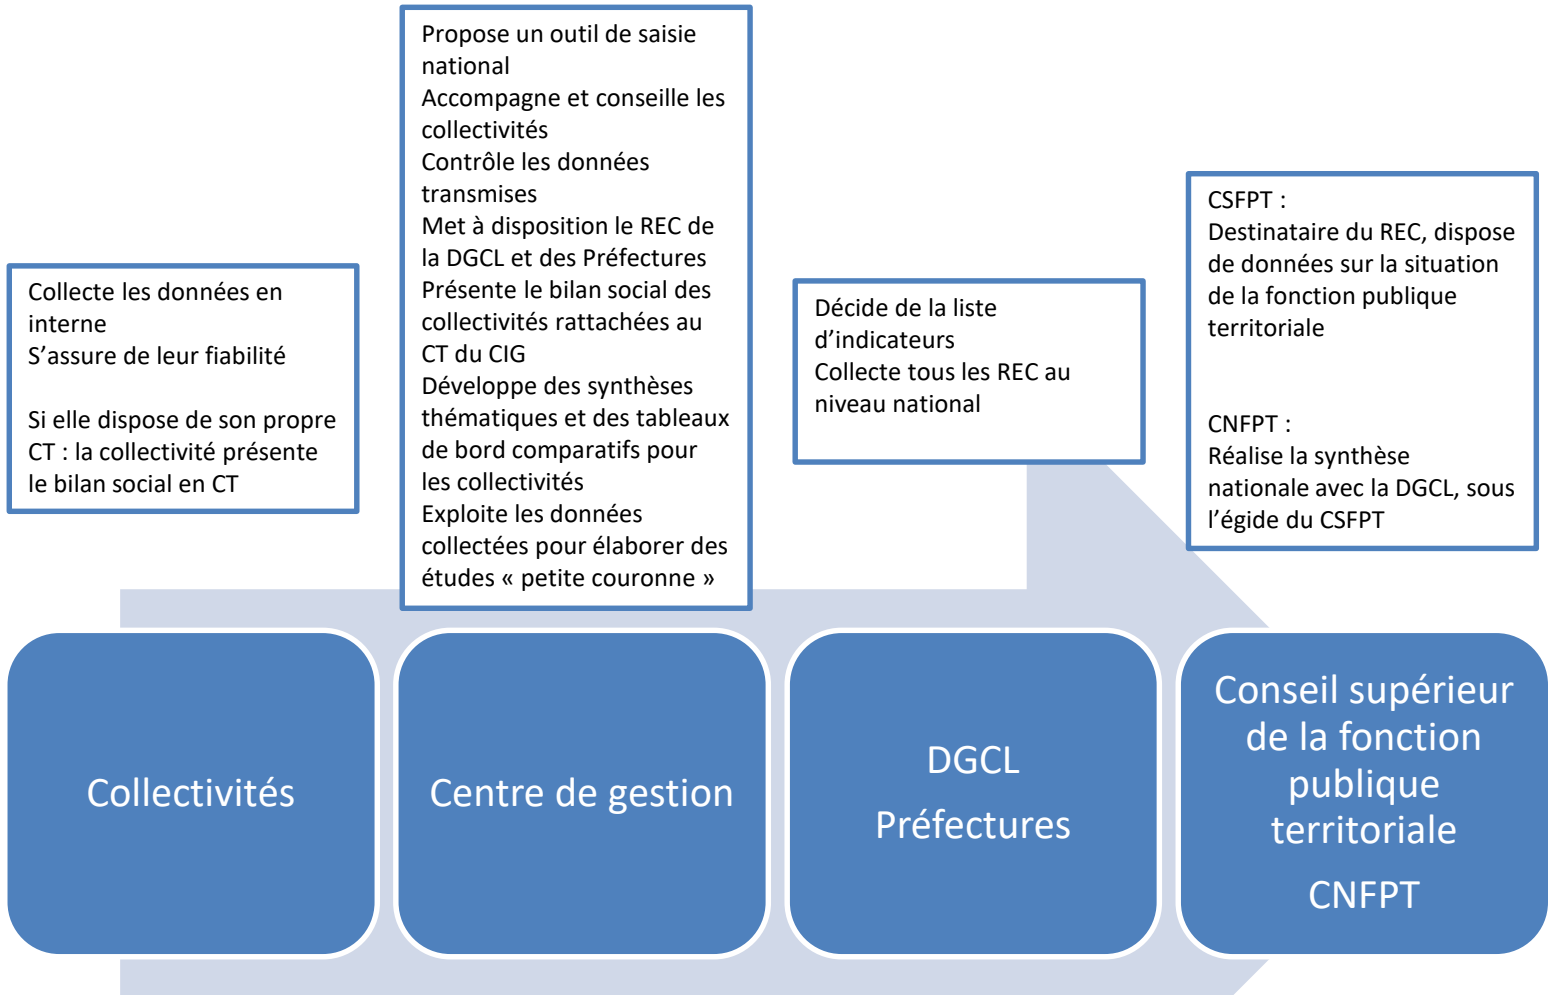 Propose un outil de saisie
national
Accompagne et conseille les
collectivités
Contrôle les données
transmises
Met à disposition le REC de
la DGCL et des Préfectures
Présente le bilan social des
collectivités rattachées au
CT du CIG
Développe des synthèses
thématiques et des tableaux
de bord comparatifs pour
les collectivités
Exploite les données
collectées pour élaborer des
études « petite couronne »
Collecte les données en
interne
S’assure de leur fiabilité
Si elle dispose de son propre
CT : la collectivité présente
le bilan social en CT
Décide de la liste
d’indicateurs
Collecte tous les REC au
niveau national
CSFPT :
Destinataire du REC, dispose
de données sur la situation
de la fonction publique
territoriale
CNFPT :
Réalise la synthèse
nationale avec la DGCL, sous
l’égide du CSFPT
Collectivités
Centre de gestion
DGCL
Préfectures
Conseil supérieur
de la fonction
publique
territoriale
CNFPT